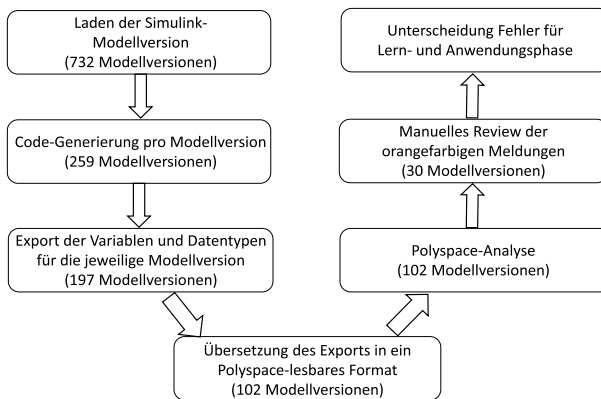 Laden der Simulink-
Modellversion
(732 Modellversionen)
Code-Generierung pro Modellversion
(259 Modellversionen)
Export der Variablen und Datentypen
für die jeweilige Modellversion
(197 Modellversionen)
Übersetzung des Exports in ein
Polyspace-lesbares Format
(102 Modellversionen)
Polyspace-Analyse
(102 Modellversionen)
Manuelles Review der
orangefarbigen Meldungen
(30 Modellversionen)
Unterscheidung Fehler für
Lern- und Anwendungsphase